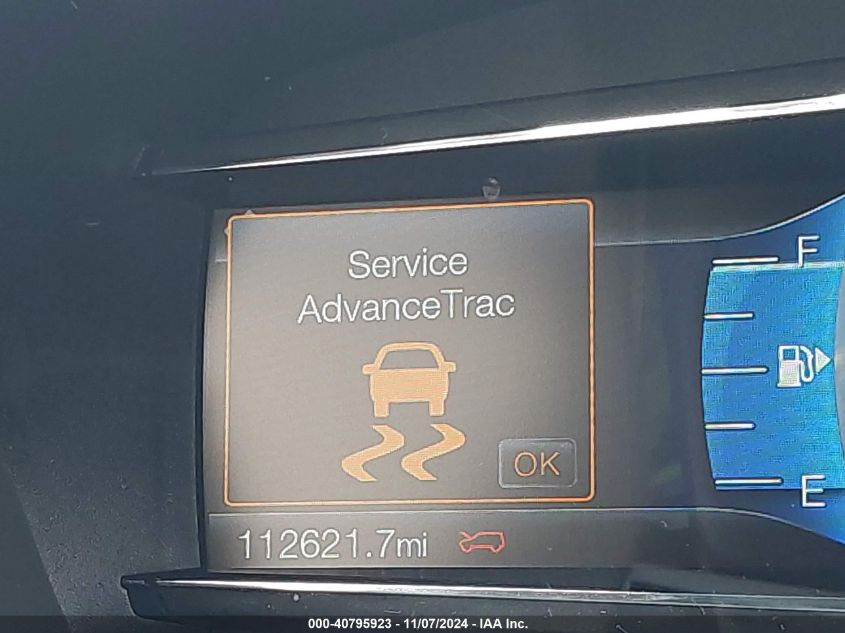 Service
AdvanceTrac
OK
F
E
112621.7mi
000-40795923 - 11/07/2024 - IAA Inc.